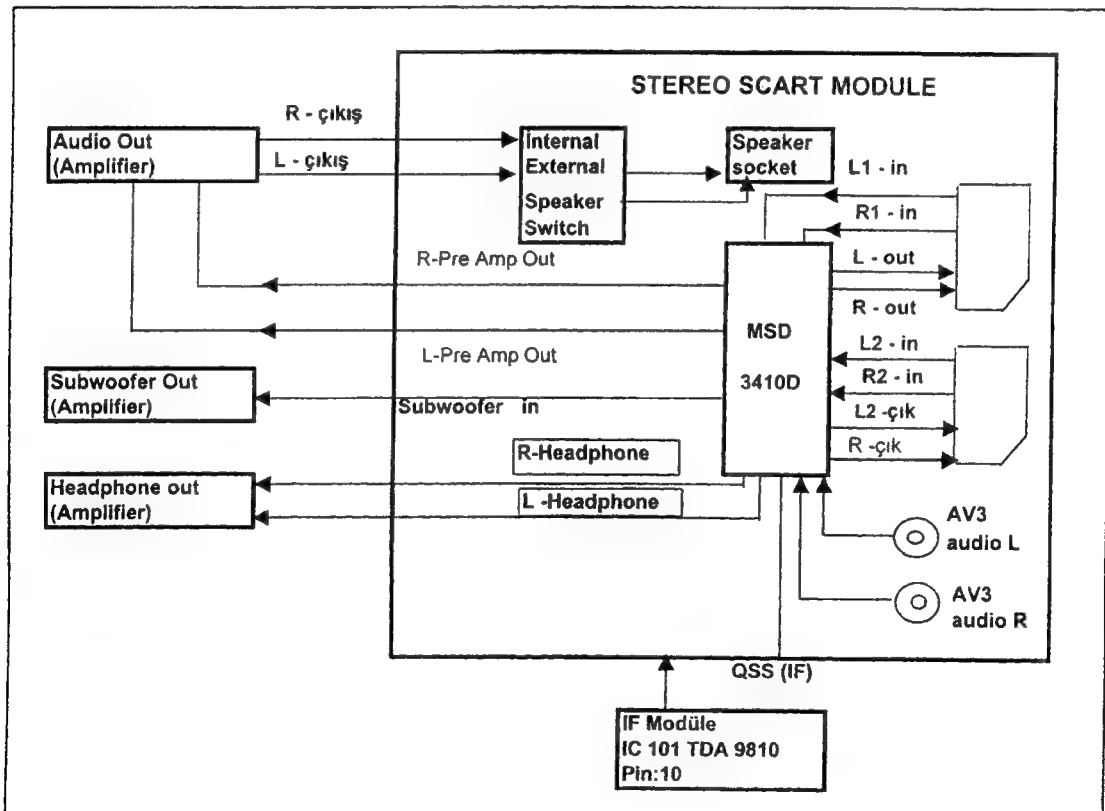 STEREO SCART MODULE
R - çıkış
Audio Out
(Amplifier)
L - çıkış
Internal
External
Speaker
Switch
Speaker
socket
L1 - in
R1 - in
L - out
R - out
R-Pre Amp Out
MSD
3410D
L-Pre Amp Out
L2 - in
R2 - in
L2 -çık
R -çık
Subwoofer Out
(Amplifier)
Subwoofer in
R-Headphone
L -Headphone
Headphone out
(Amplifier)
AV3
audio L
AV3
audio R
QSS (IF)
IF Modüle
IC 101 TDA 9810
Pin:10